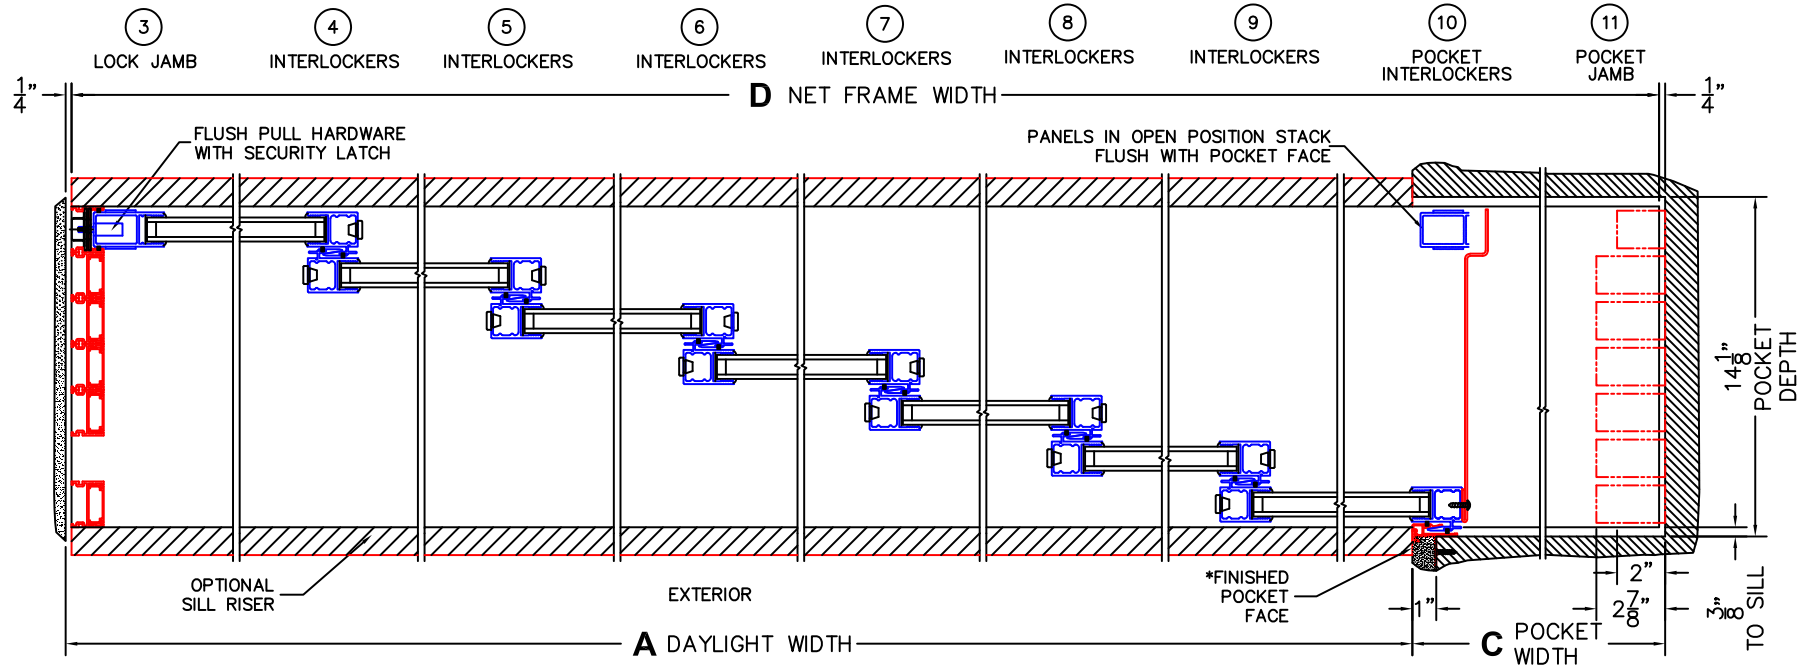 3
LOCK JAMB
4
INTERLOCKERS
5
INTERLOCKERS
6
INTERLOCKERS
7
INTERLOCKERS
8
INTERLOCKERS
9
INTERLOCKERS
10
POCKET
INTERLOCKERS
11
POCKET
JAMB
1/4"
D NET FRAME WIDTH
1/4"
FLUSH PULL HARDWARE
WITH SECURITY LATCH
PANELS IN OPEN POSITION STACK
FLUSH WITH POCKET FACE
14 1/8"
POCKET
DEPTH
OPTIONAL
SILL RISER
EXTERIOR
*FINISHED
POCKET
FACE
1"
2"
2 7/8"
3/8"
TO SILL
A DAYLIGHT WIDTH
C POCKET
WIDTH